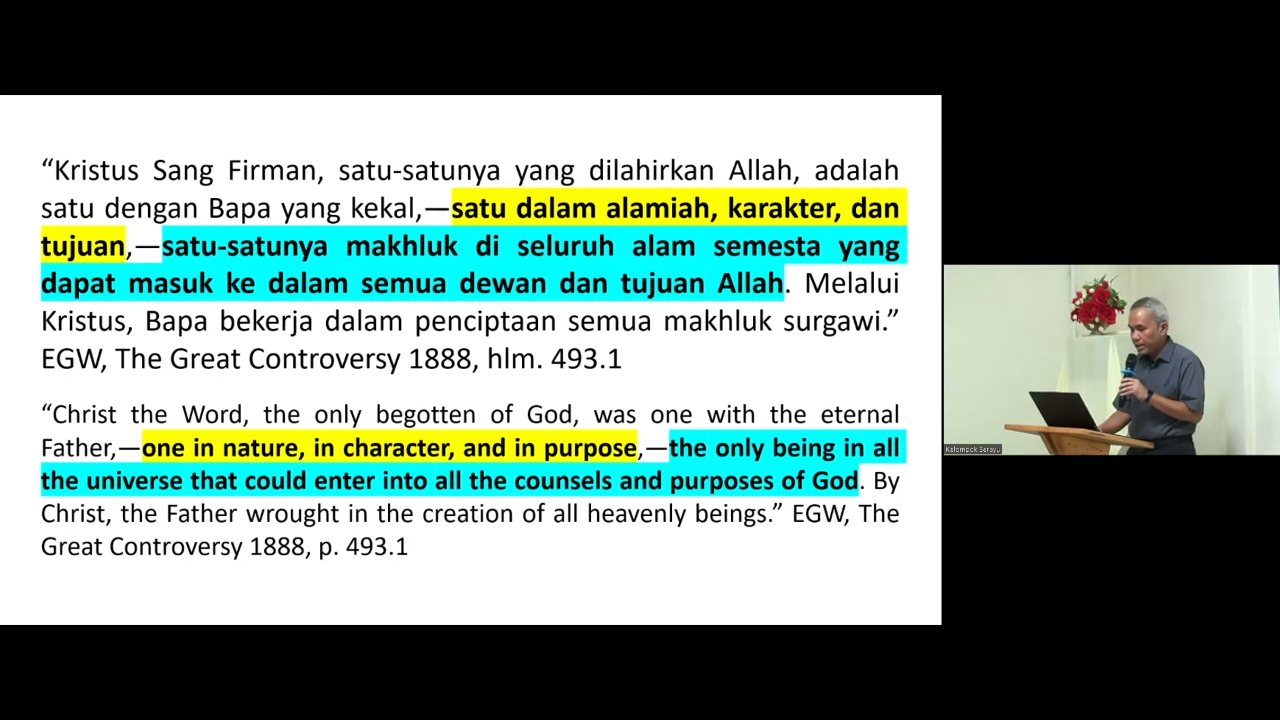 “Kristus Sang Firman, satu-satunya yang dilahirkan Allah, adalah
satu dengan Bapa yang kekal,—satu dalam alamiah, karakter, dan
tujuan,—satu-satunya makhluk di seluruh alam semesta yang
dapat masuk ke dalam semua dewan dan tujuan Allah. Melalui
Kristus, Bapa bekerja dalam penciptaan semua makhluk surgawi.”
EGW, The Great Controversy 1888, hlm. 493.1
“Christ the Word, the only begotten of God, was one with the eternal
Father,—one in nature, in character, and in purpose,—the only being in all
the universe that could enter into all the counsels and purposes of God. By
Christ, the Father wrought in the creation of all heavenly beings.” EGW, The
Great Controversy 1888, p. 493.1
Kelompok Serayu